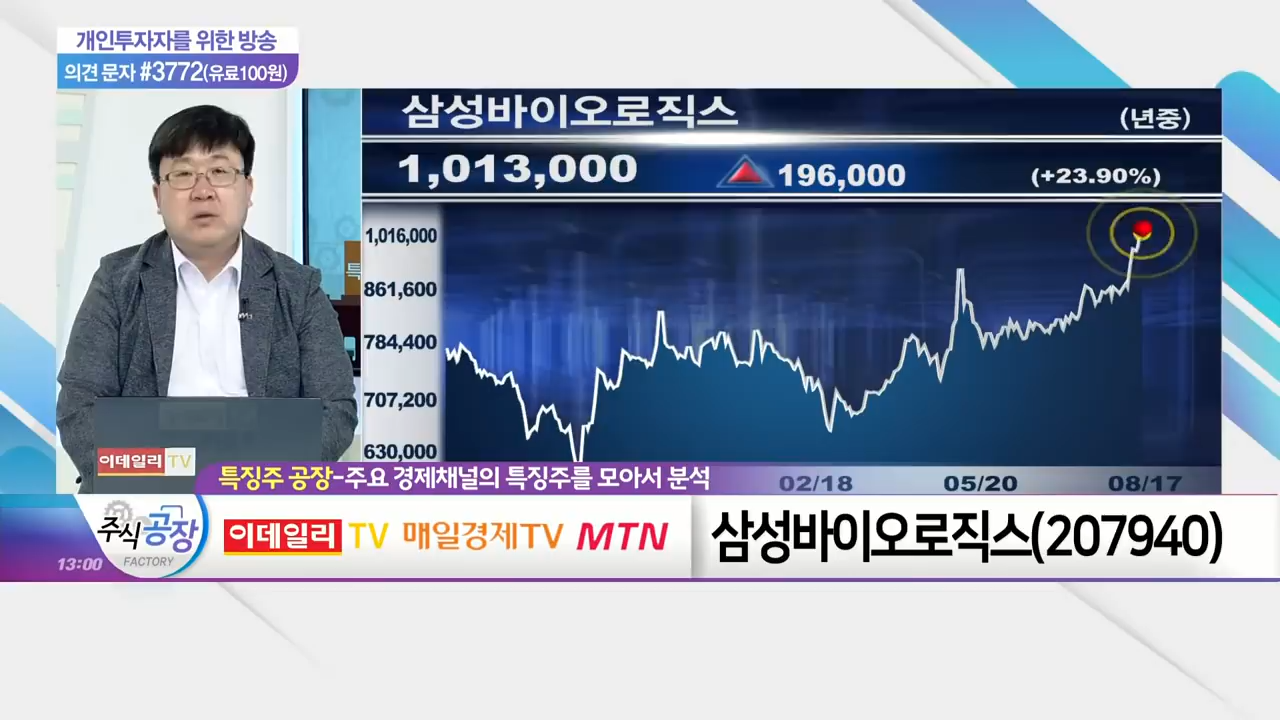 개인투자자를 위한 방송
의견 문자 #3772(유료100원)
삼성바이오로직스 (년중)
1,013,000 196,000 (+23.90%)
1,016,000
861,600
784,400
707,200
630,000
특
02/18 05/20 08/17
이데일리 TV
특징주 공장-주요 경제채널의 특징주를 모아서 분석
주식공장
FACTORY
13:00
이데일리 TV 매일경제TV MTN
삼성바이오로직스(207940)